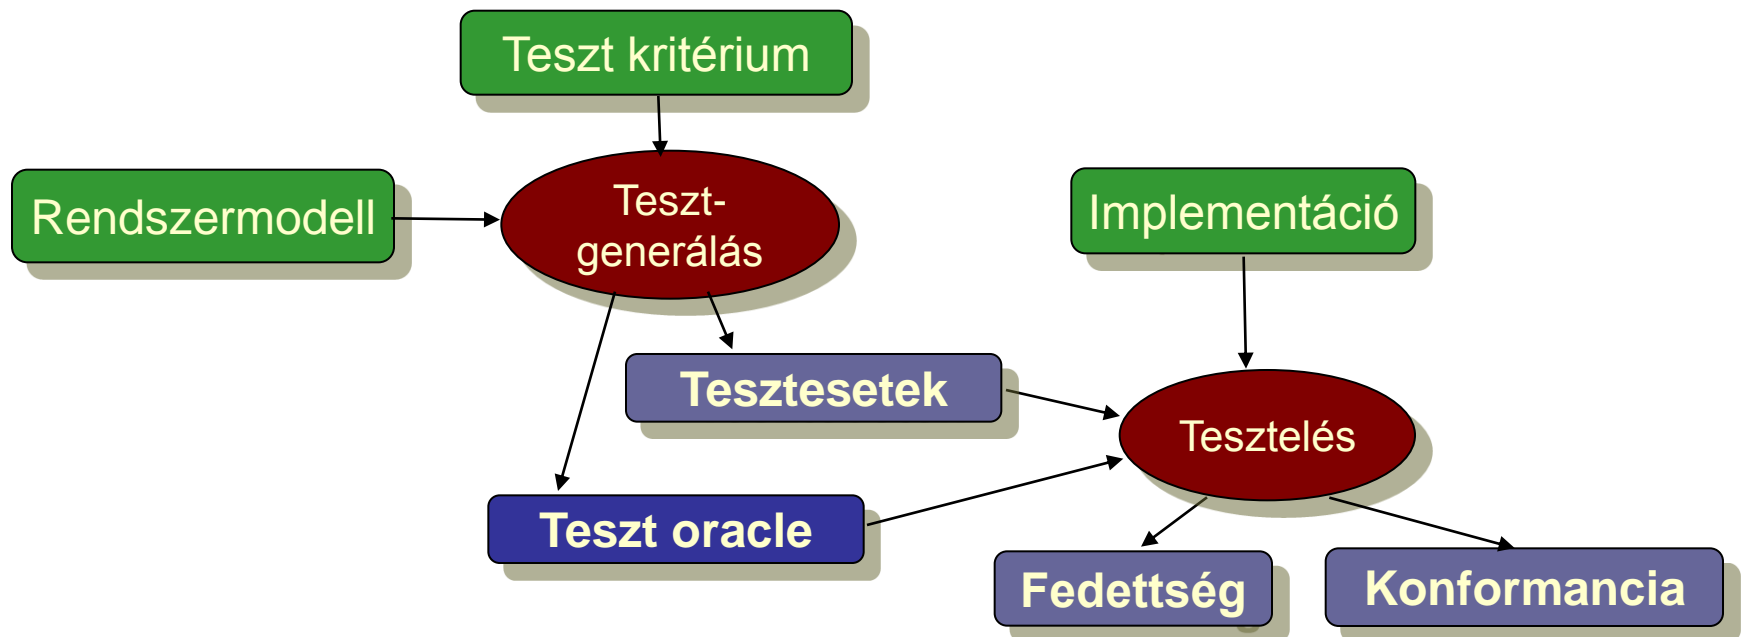 Teszt kritérium
Rendszermodell
Teszt-
generálás
Implementáció
Tesztesetek
Tesztelés
Teszt oracle
Fedettség
Konformancia